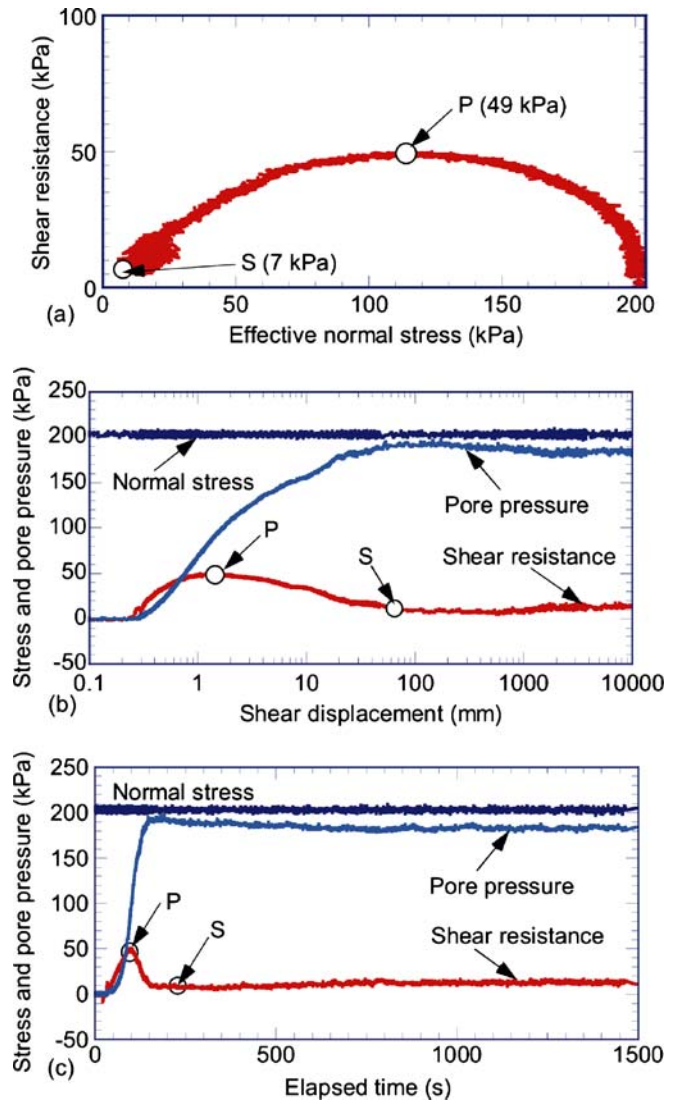 100
50
0
Shear resistance (kPa)
P (49 kPa)
S (7 kPa)
0 50 100 150 200
(a)
Effective normal stress (kPa)
250
200
150
100
50
0
-50
Stress and pore pressure (kPa)
Normal stress
Pore pressure
P
S
Shear resistance
0.1 1 10 100 1000 10000
(b)
Shear displacement (mm)
250
200
150
100
50
0
-50
Stress and pore pressure (kPa)
Normal stress
Pore pressure
P
S
Shear resistance
0 500 1000 1500
(c)
Elapsed time (s)